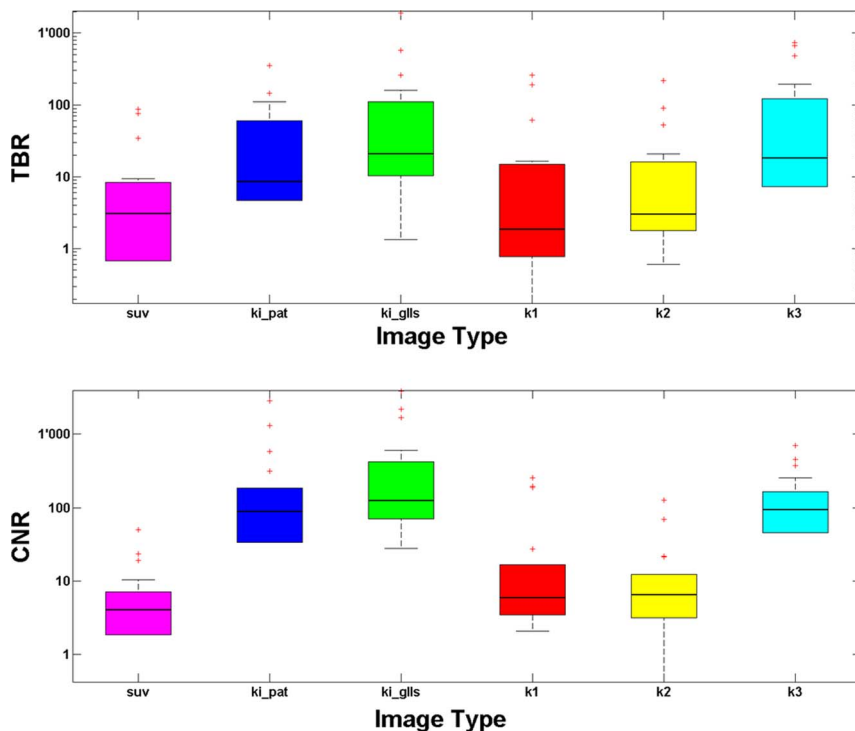 1'000
100
10
1
TBR
suv ki_pat ki_glls k1 k2 k3
Image Type
1'000
100
10
1
CNR
suv ki_pat ki_glls k1 k2 k3
Image Type